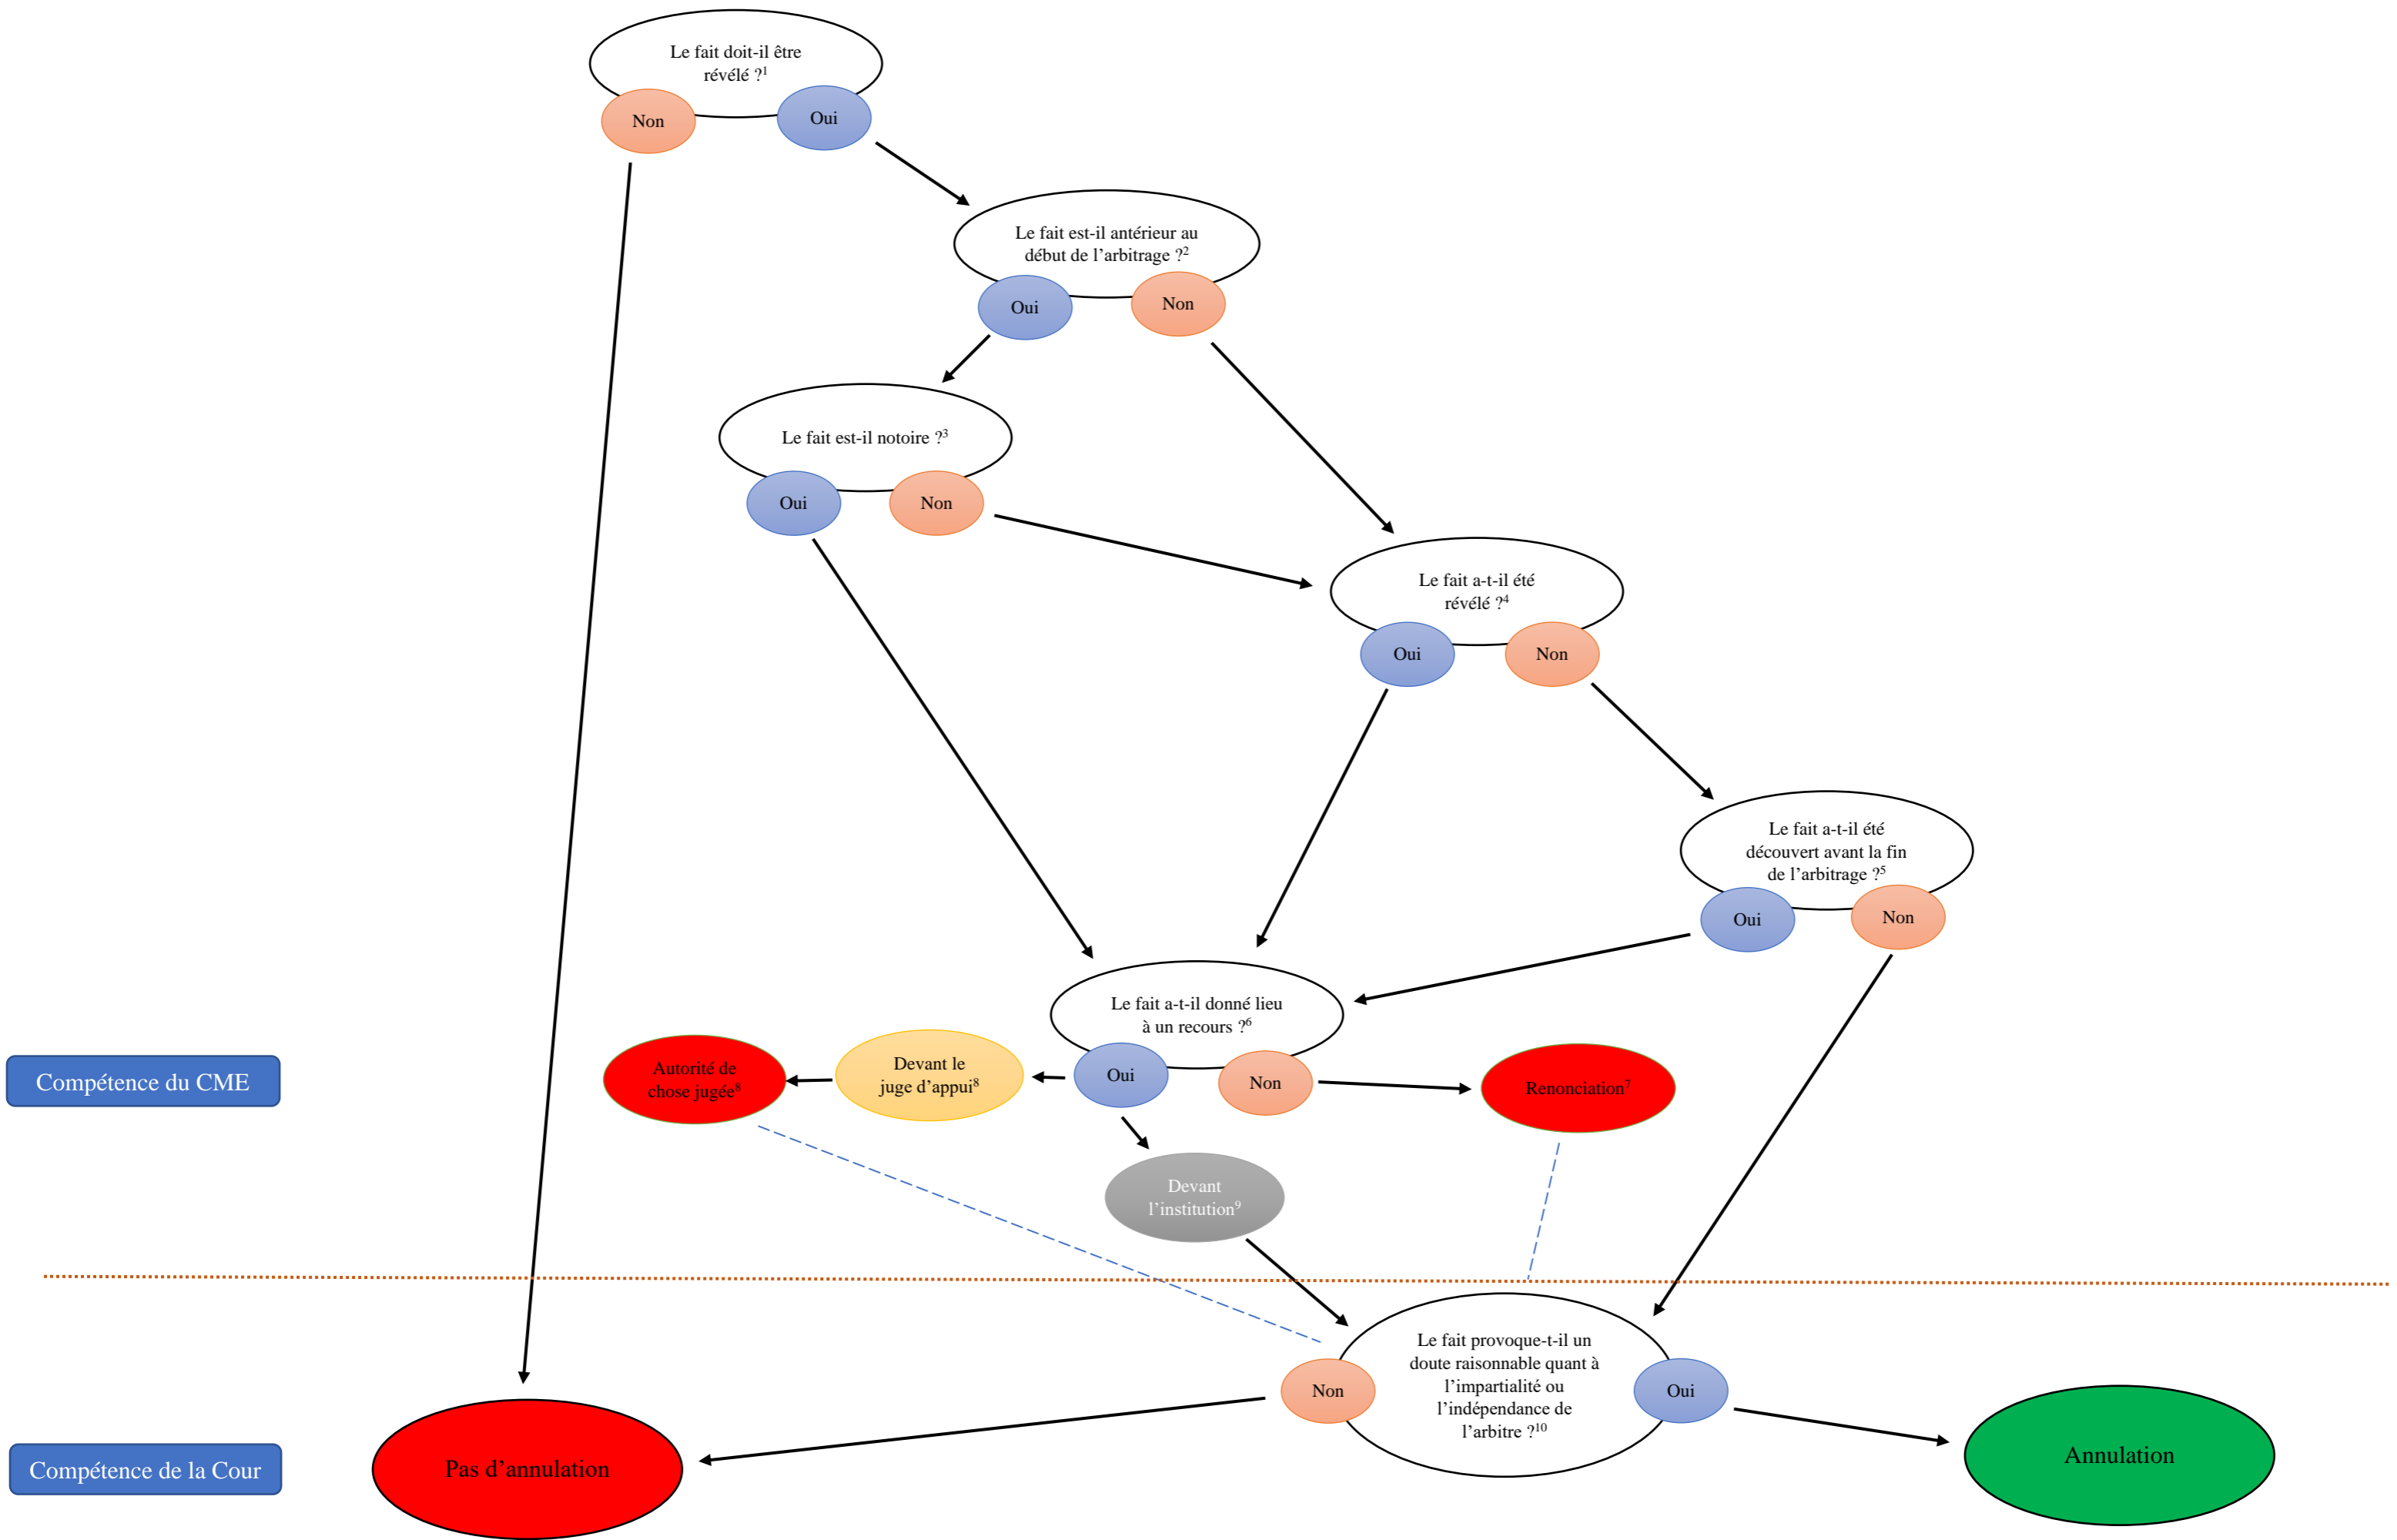 Le fait doit-il être
révélé ?¹
Non
Oui
Le fait est-il antérieur au
début de l’arbitrage ?²
Oui
Non
Le fait est-il notoire ?³
Oui
Non
Le fait a-t-il été
révélé ?⁴
Oui
Non
Le fait a-t-il été
découvert avant la fin
de l’arbitrage ?⁵
Oui
Non
Le fait a-t-il donné lieu
à un recours ?⁶
Oui
Non
Devant le
juge d’appui⁸
Autorité de
chose jugée⁸
Renonciation⁷
Compétence du CME
Devant
l’institution⁹
Le fait provoque-t-il un
doute raisonnable quant à
l’impartialité ou
l’indépendance de
l’arbitre ?¹⁰
Non
Oui
Compétence de la Cour
Pas d’annulation
Annulation